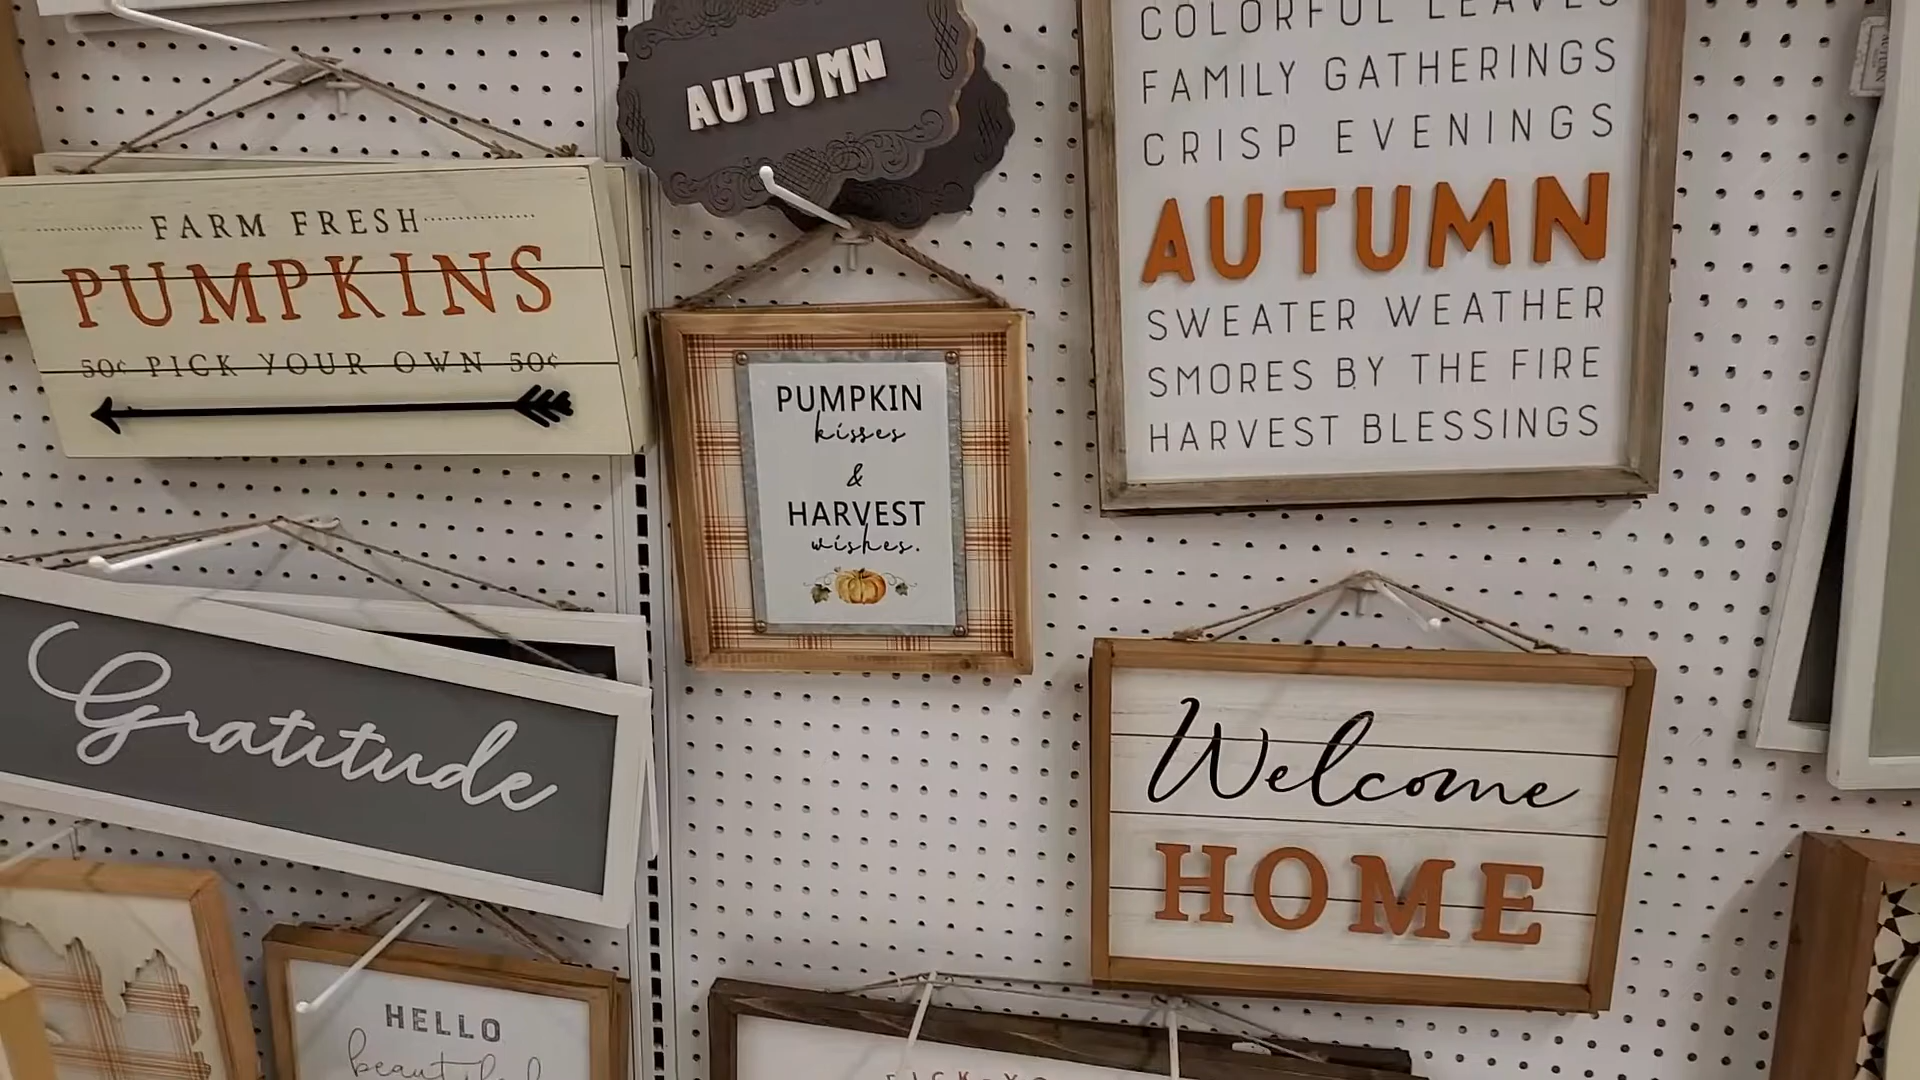 AUTUMN
FARM FRESH
PUMPKINS
50¢ PICK YOUR OWN 50¢
PUMPKIN
kisses
&
HARVEST
wishes.
COLORFUL LEAVES
FAMILY GATHERINGS
CRISP EVENINGS
AUTUMN
SWEATER WEATHER
SMORES BY THE FIRE
HARVEST BLESSINGS
Gratitude
Welcome
HOME
HELLO
beautiful